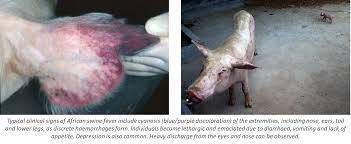 Typical clinical signs of African swine fever include cyanosis (blue/purple discoloration) of the extremities, including nose, ears, tail
and lower legs, as discrete haemorrhages form. Individuals become lethargic and emaciated due to diarrhoea, vomiting and lack of
appetite. Depression is also common. Heavy discharge from the eyes and nose can be observed.